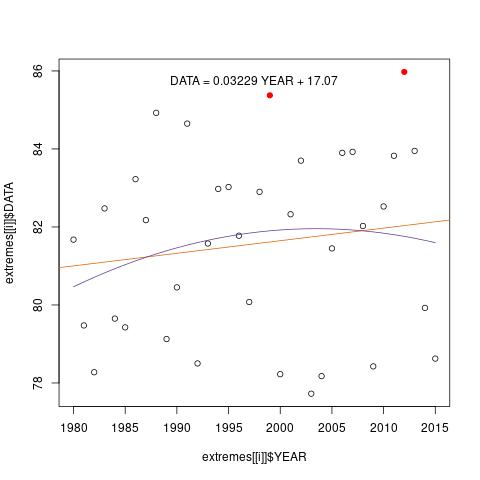 DATA = 0.03229 YEAR + 17.07
86
84
82
80
78
extremes[[i]]$DATA
1980 1985 1990 1995 2000 2005 2010 2015
extremes[[i]]$YEAR